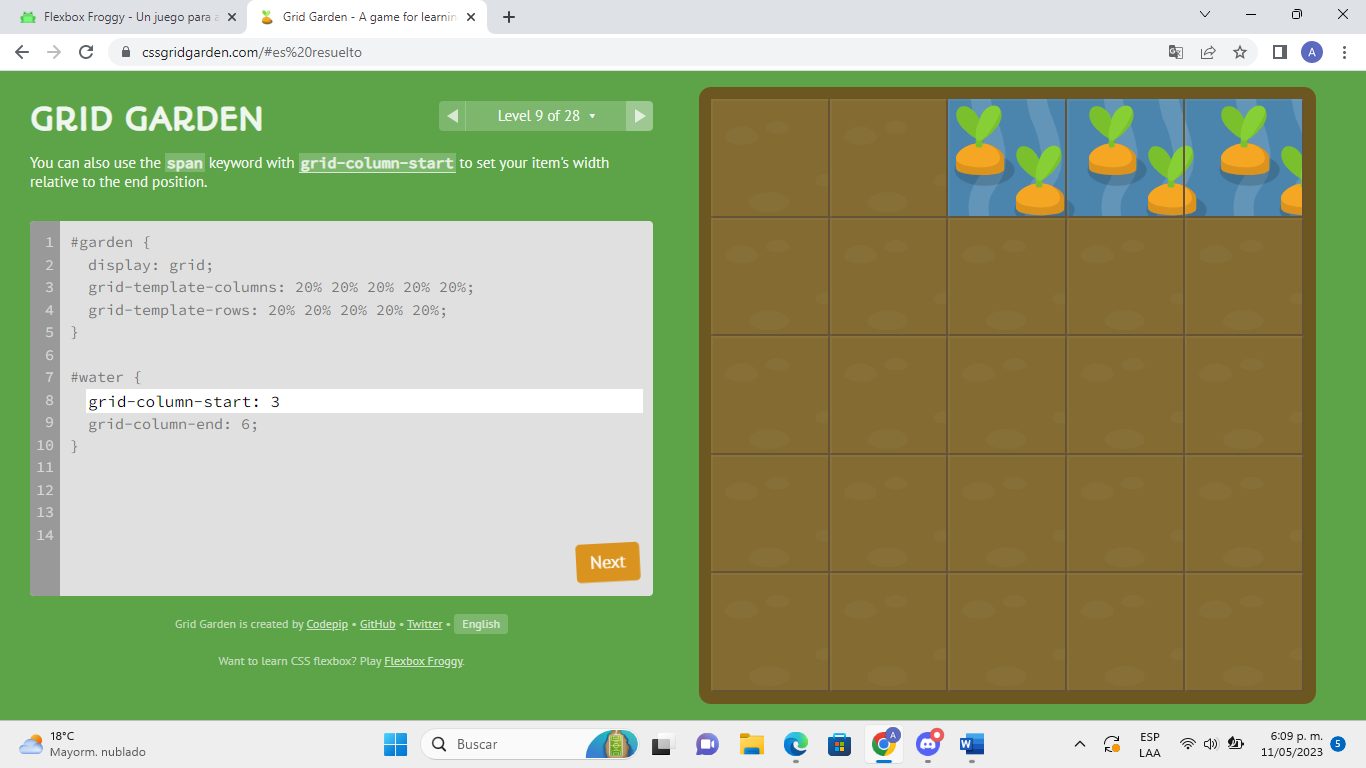 Flexbox Froggy - Un juego para a
Grid Garden - A game for learnin
cssgridgarden.com/#es%20resuelto
A
GRID GARDEN
Level 9 of 28
You can also use the span keyword with grid-column-start to set your item's width
relative to the end position.
1 #garden {
2 display: grid;
3 grid-template-columns: 20% 20% 20% 20% 20%;
4 grid-template-rows: 20% 20% 20% 20% 20%;
5 }
6
7 #water {
8 grid-column-start: 3
9 grid-column-end: 6;
10 }
11
12
13
14
Next
Grid Garden is created by Codepip • GitHub • Twitter • English
Want to learn CSS flexbox? Play Flexbox Froggy.
18°C
Mayorm. nublado
Buscar
A
W
ESP
LAA
6:09 p. m.
11/05/2023
5